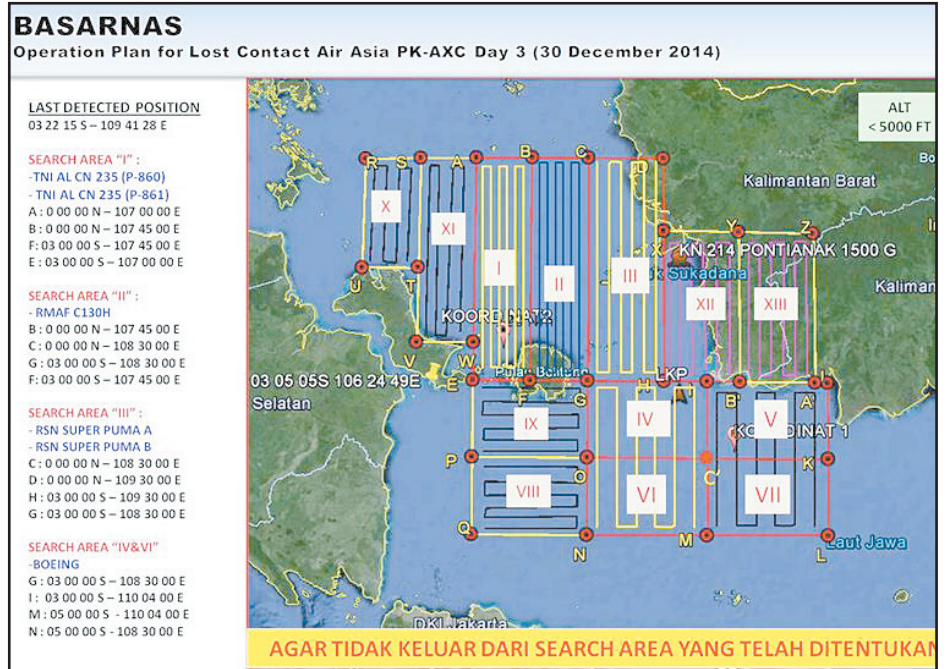 BASARNAS
Operation Plan for Lost Contact Air Asia PK-AXC Day 3 (30 December 2014)
LAST DETECTED POSITION
03 22 15 S – 109 41 28 E
SEARCH AREA "I" :
-TNI AL CN 235 (P-860)
- TNI AL CN 235 (P-861)
A : 0 00 00 N – 107 00 00 E
B : 0 00 00 N – 107 45 00 E
F: 03 00 00 S – 107 45 00 E
E : 03 00 00 S – 107 00 00 E
SEARCH AREA "II" :
- RMAF C130H
B : 0 00 00 N – 107 45 00 E
C : 0 00 00 N – 108 30 00 E
G : 03 00 00 S – 108 30 00 E
F: 03 00 00 S – 107 45 00 E
SEARCH AREA "III" :
- RSN SUPER PUMA A
- RSN SUPER PUMA B
C : 0 00 00 N – 108 30 00 E
D : 0 00 00 N – 109 30 00 E
H : 03 00 00 S – 109 30 00 E
G : 03 00 00 S – 108 30 00 E
SEARCH AREA "IV&VI"
-BOEING
G : 03 00 00 S – 108 30 00 E
I : 03 00 00 S – 110 04 00 E
M : 05 00 00 S - 110 04 00 E
N : 05 00 00 S - 108 30 00 E
ALT
< 5000 FT
R S A B C D
Kalimantan Barat
X
XI
I
II
III
X Y Z
KN 214 PONTIANAK 1500 G
Sukadana
Kaliman
XII
XIII
U T
KOORDINAT2
V W
Pulau Belitung
LKP
03 05 05S 106 24 49E
E F G H I B' A'
Selatan
IX
IV
V
KOORDINAT 1
P O C' K
VIII
VI
VII
Q N M L
Laut Jawa
DKI Jakarta
AGAR TIDAK KELUAR DARI SEARCH AREA YANG TELAH DITENTUKAN